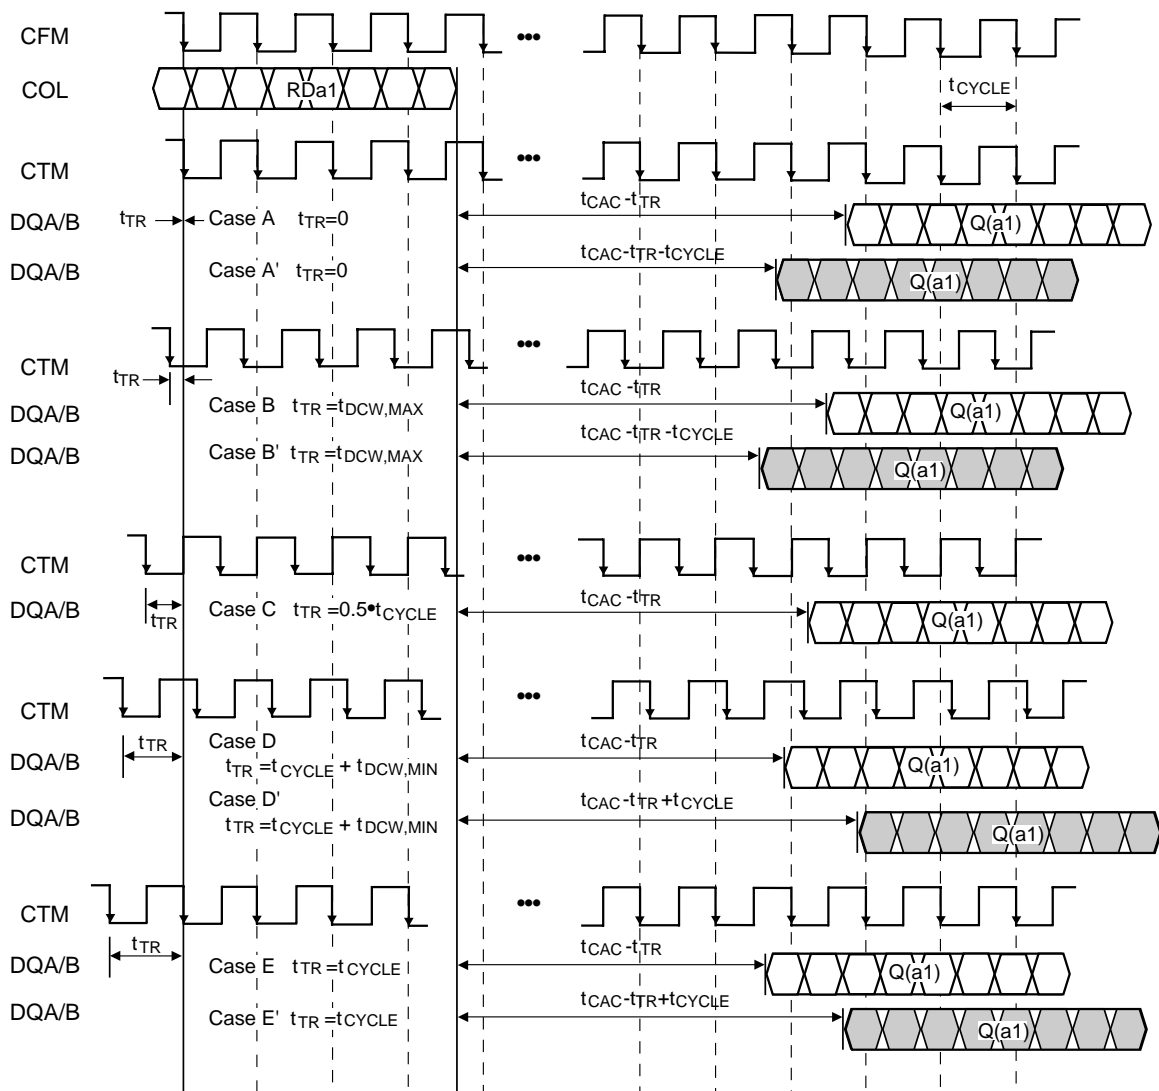 CFM •••
COL RDa1 tCYCLE
CTM •••
DQA/B tTR Case A tTR=0 tCAC -tTR Q(a1)
DQA/B Case A' tTR=0 tCAC-tTR-tCYCLE Q(a1)
CTM •••
tTR
DQA/B Case B tTR =tDCW,MAX tCAC -tTR Q(a1)
DQA/B Case B' tTR =tDCW,MAX tCAC-tTR -tCYCLE Q(a1)
CTM •••
DQA/B tTR Case C tTR =0.5•tCYCLE tCAC -tTR Q(a1)
CTM •••
DQA/B tTR Case D tCAC-tTR Q(a1)
tTR =tCYCLE + tDCW,MIN
DQA/B Case D' tCAC-tTR+tCYCLE Q(a1)
tTR =tCYCLE + tDCW,MIN
CTM •••
DQA/B tTR Case E tTR =tCYCLE tCAC-tTR Q(a1)
DQA/B Case E' tTR =tCYCLE tCAC-tTR+tCYCLE Q(a1)